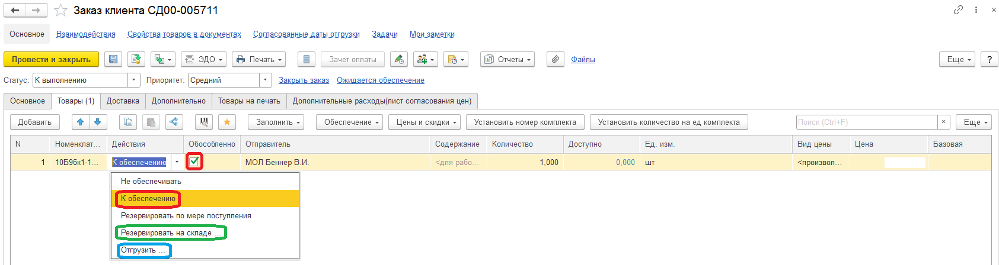 Заказ клиента СД00-005711
Основное Взаимодействия Свойства товаров в документах Согласованные даты отгрузки Задачи Мои заметки
Провести и закрыть ЭДО Печать Зачет оплаты Отчеты Файлы Еще ?
Статус: К выполнению Приоритет: Средний Закрыть заказ Ожидается обеспечение
Основное Товары (1) Доставка Дополнительно Товары на печать Дополнительные расходы(лист согласования цен)
Добавить Заполнить Обеспечение Цены и скидки Установить номер комплекта Установить количество на ед комплекта Поиск (Ctrl+F) × Еще
N Номенклат... Действия Обособленно Отправитель Содержание Количество Доступно Ед. изм. Вид цены Цена Базовая
1 10Б96к1-1... К обеспечению МОЛ Беннер В.И. <для рабо... 1,000 0,000 шт <произвол...
Не обеспечивать
К обеспечению
Резервировать по мере поступления
Резервировать на складе ...
Отгрузить ...